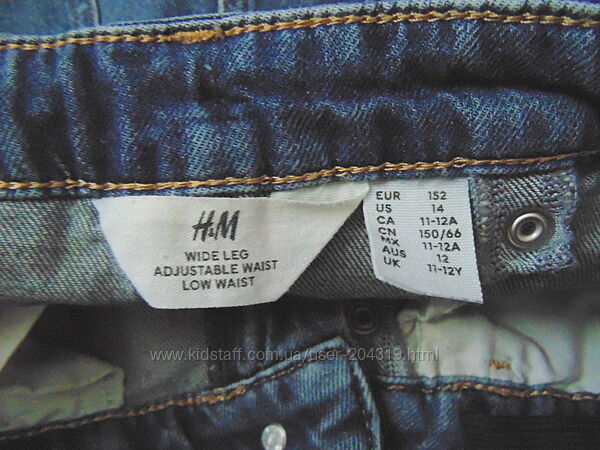 H&M
WIDE LEG
ADJUSTABLE WAIST
LOW WAIST
EUR 152
US 14
CA 11-12A
CN 150/66
MX 11-12A
AUS 12
UK 11-12Y
www.kidstaff.com.ua/user-204319.html